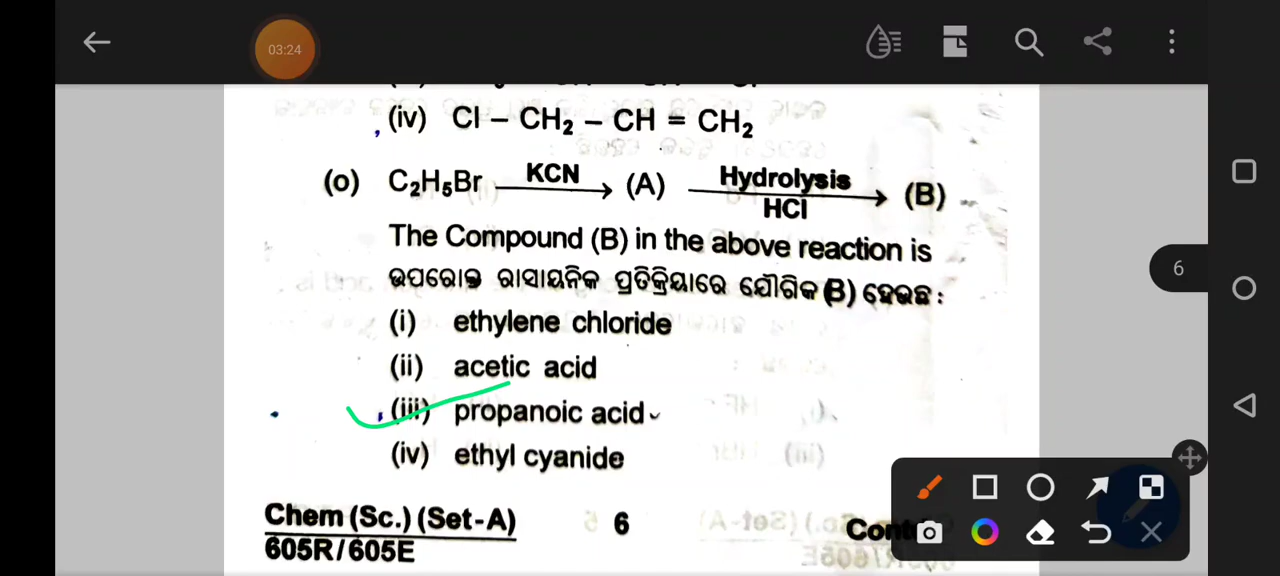 03:24
(iv) Cl – CH₂ – CH = CH₂
(o) C₂H₅Br KCN → (A) Hydrolysis HCl → (B)
The Compound (B) in the above reaction is
ଉପରୋକ୍ତ ରାସାୟନିକ ପ୍ରତିକ୍ରିୟାରେ ଯୌଗିକ (B) ହେଉଛି :
(i) ethylene chloride
(ii) acetic acid
(iii) propanoic acid
(iv) ethyl cyanide
6
Chem (Sc.) (Set-A) 6
605R/605E